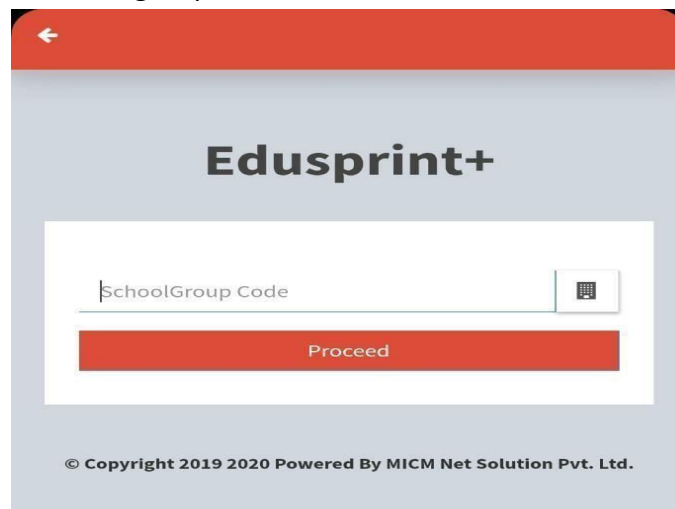 Edusprint+
SchoolGroup Code
Proceed
© Copyright 2019 2020 Powered By MICM Net Solution Pvt. Ltd.